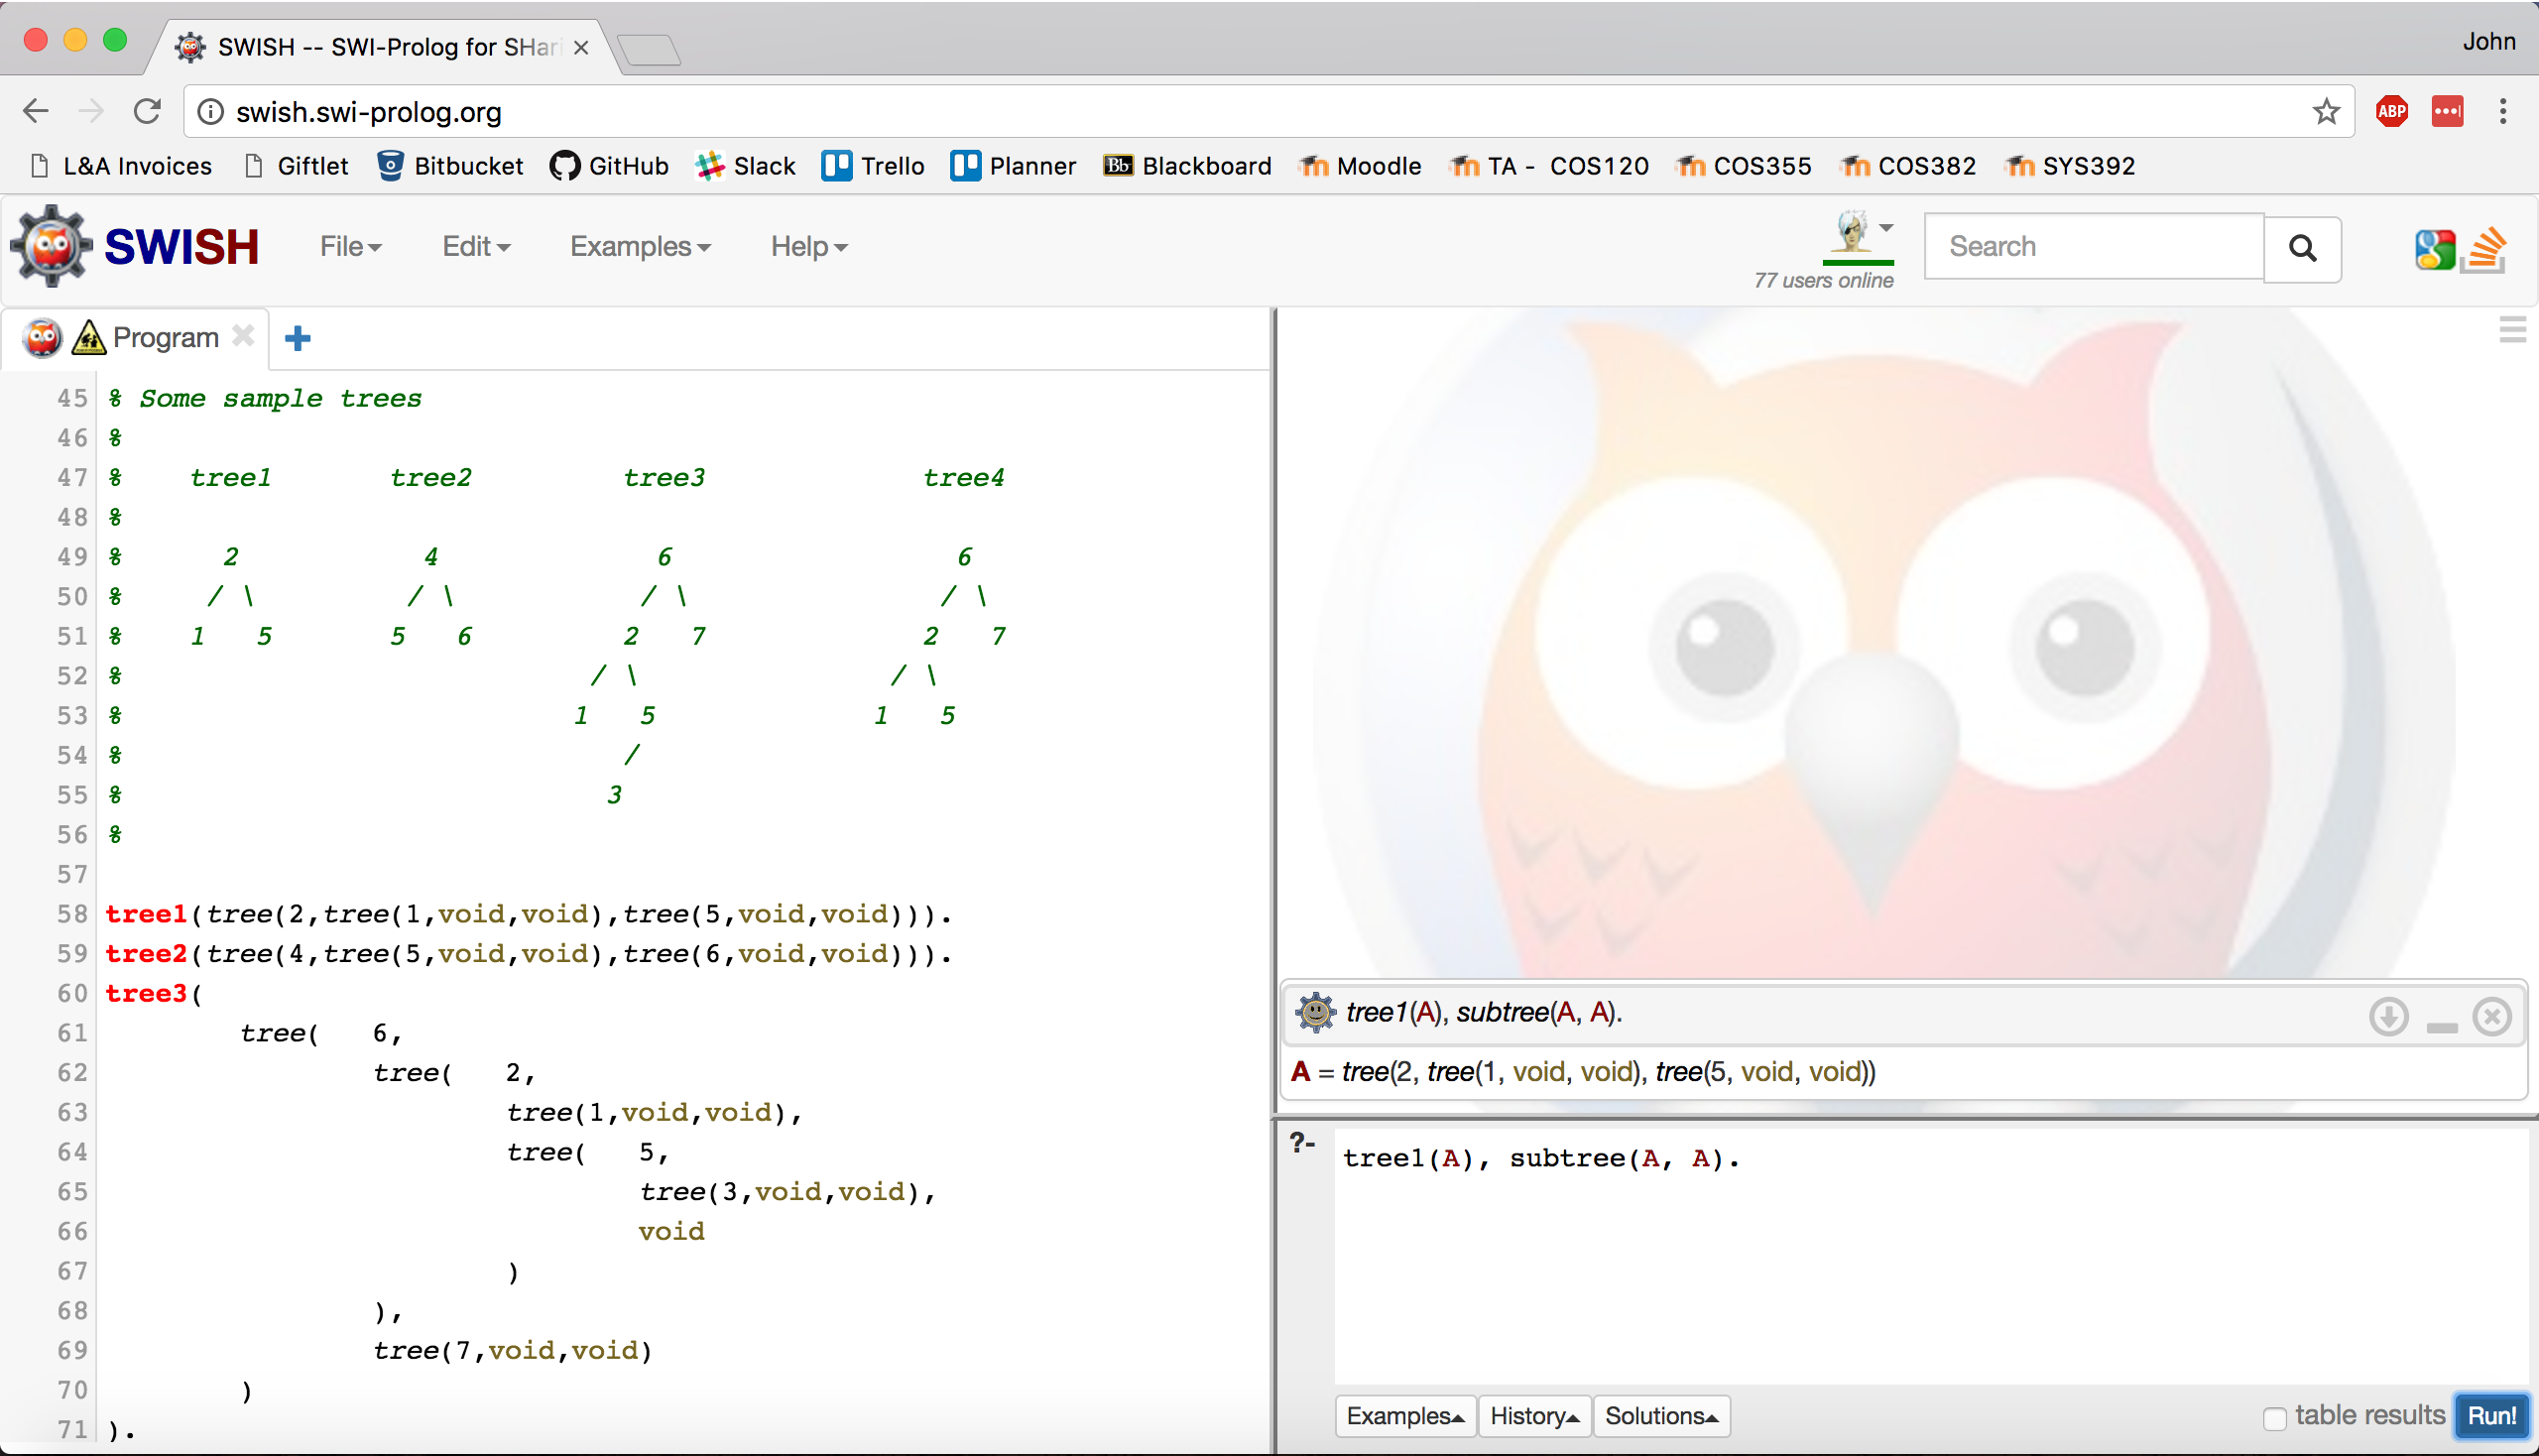 SWISH -- SWI-Prolog for SHari
John
swish.swi-prolog.org
ABP
L&A Invoices Giftlet Bitbucket GitHub Slack Trello Planner Bb Blackboard Moodle TA - COS120 COS355 COS382 SYS392
SWISH File Edit Examples Help
77 users online
Search
Program
45 % Some sample trees
46 %
47 % tree1 tree2 tree3 tree4
48 %
49 % 2 4 6 6
50 % / \ / \ / \ / \
51 % 1 5 5 6 2 7 2 7
52 % / \ / \
53 % 1 5 1 5
54 % /
55 % 3
56 %
57
58 tree1(tree(2,tree(1,void,void),tree(5,void,void))).
59 tree2(tree(4,tree(5,void,void),tree(6,void,void))).
60 tree3(
61 tree( 6,
62 tree( 2,
63 tree(1,void,void),
64 tree( 5,
65 tree(3,void,void),
66 void
67 )
68 ),
69 tree(7,void,void)
70 )
71 ).
tree1(A), subtree(A, A).
A = tree(2, tree(1, void, void), tree(5, void, void))
?- tree1(A), subtree(A, A).
Examples History Solutions
table results Run!